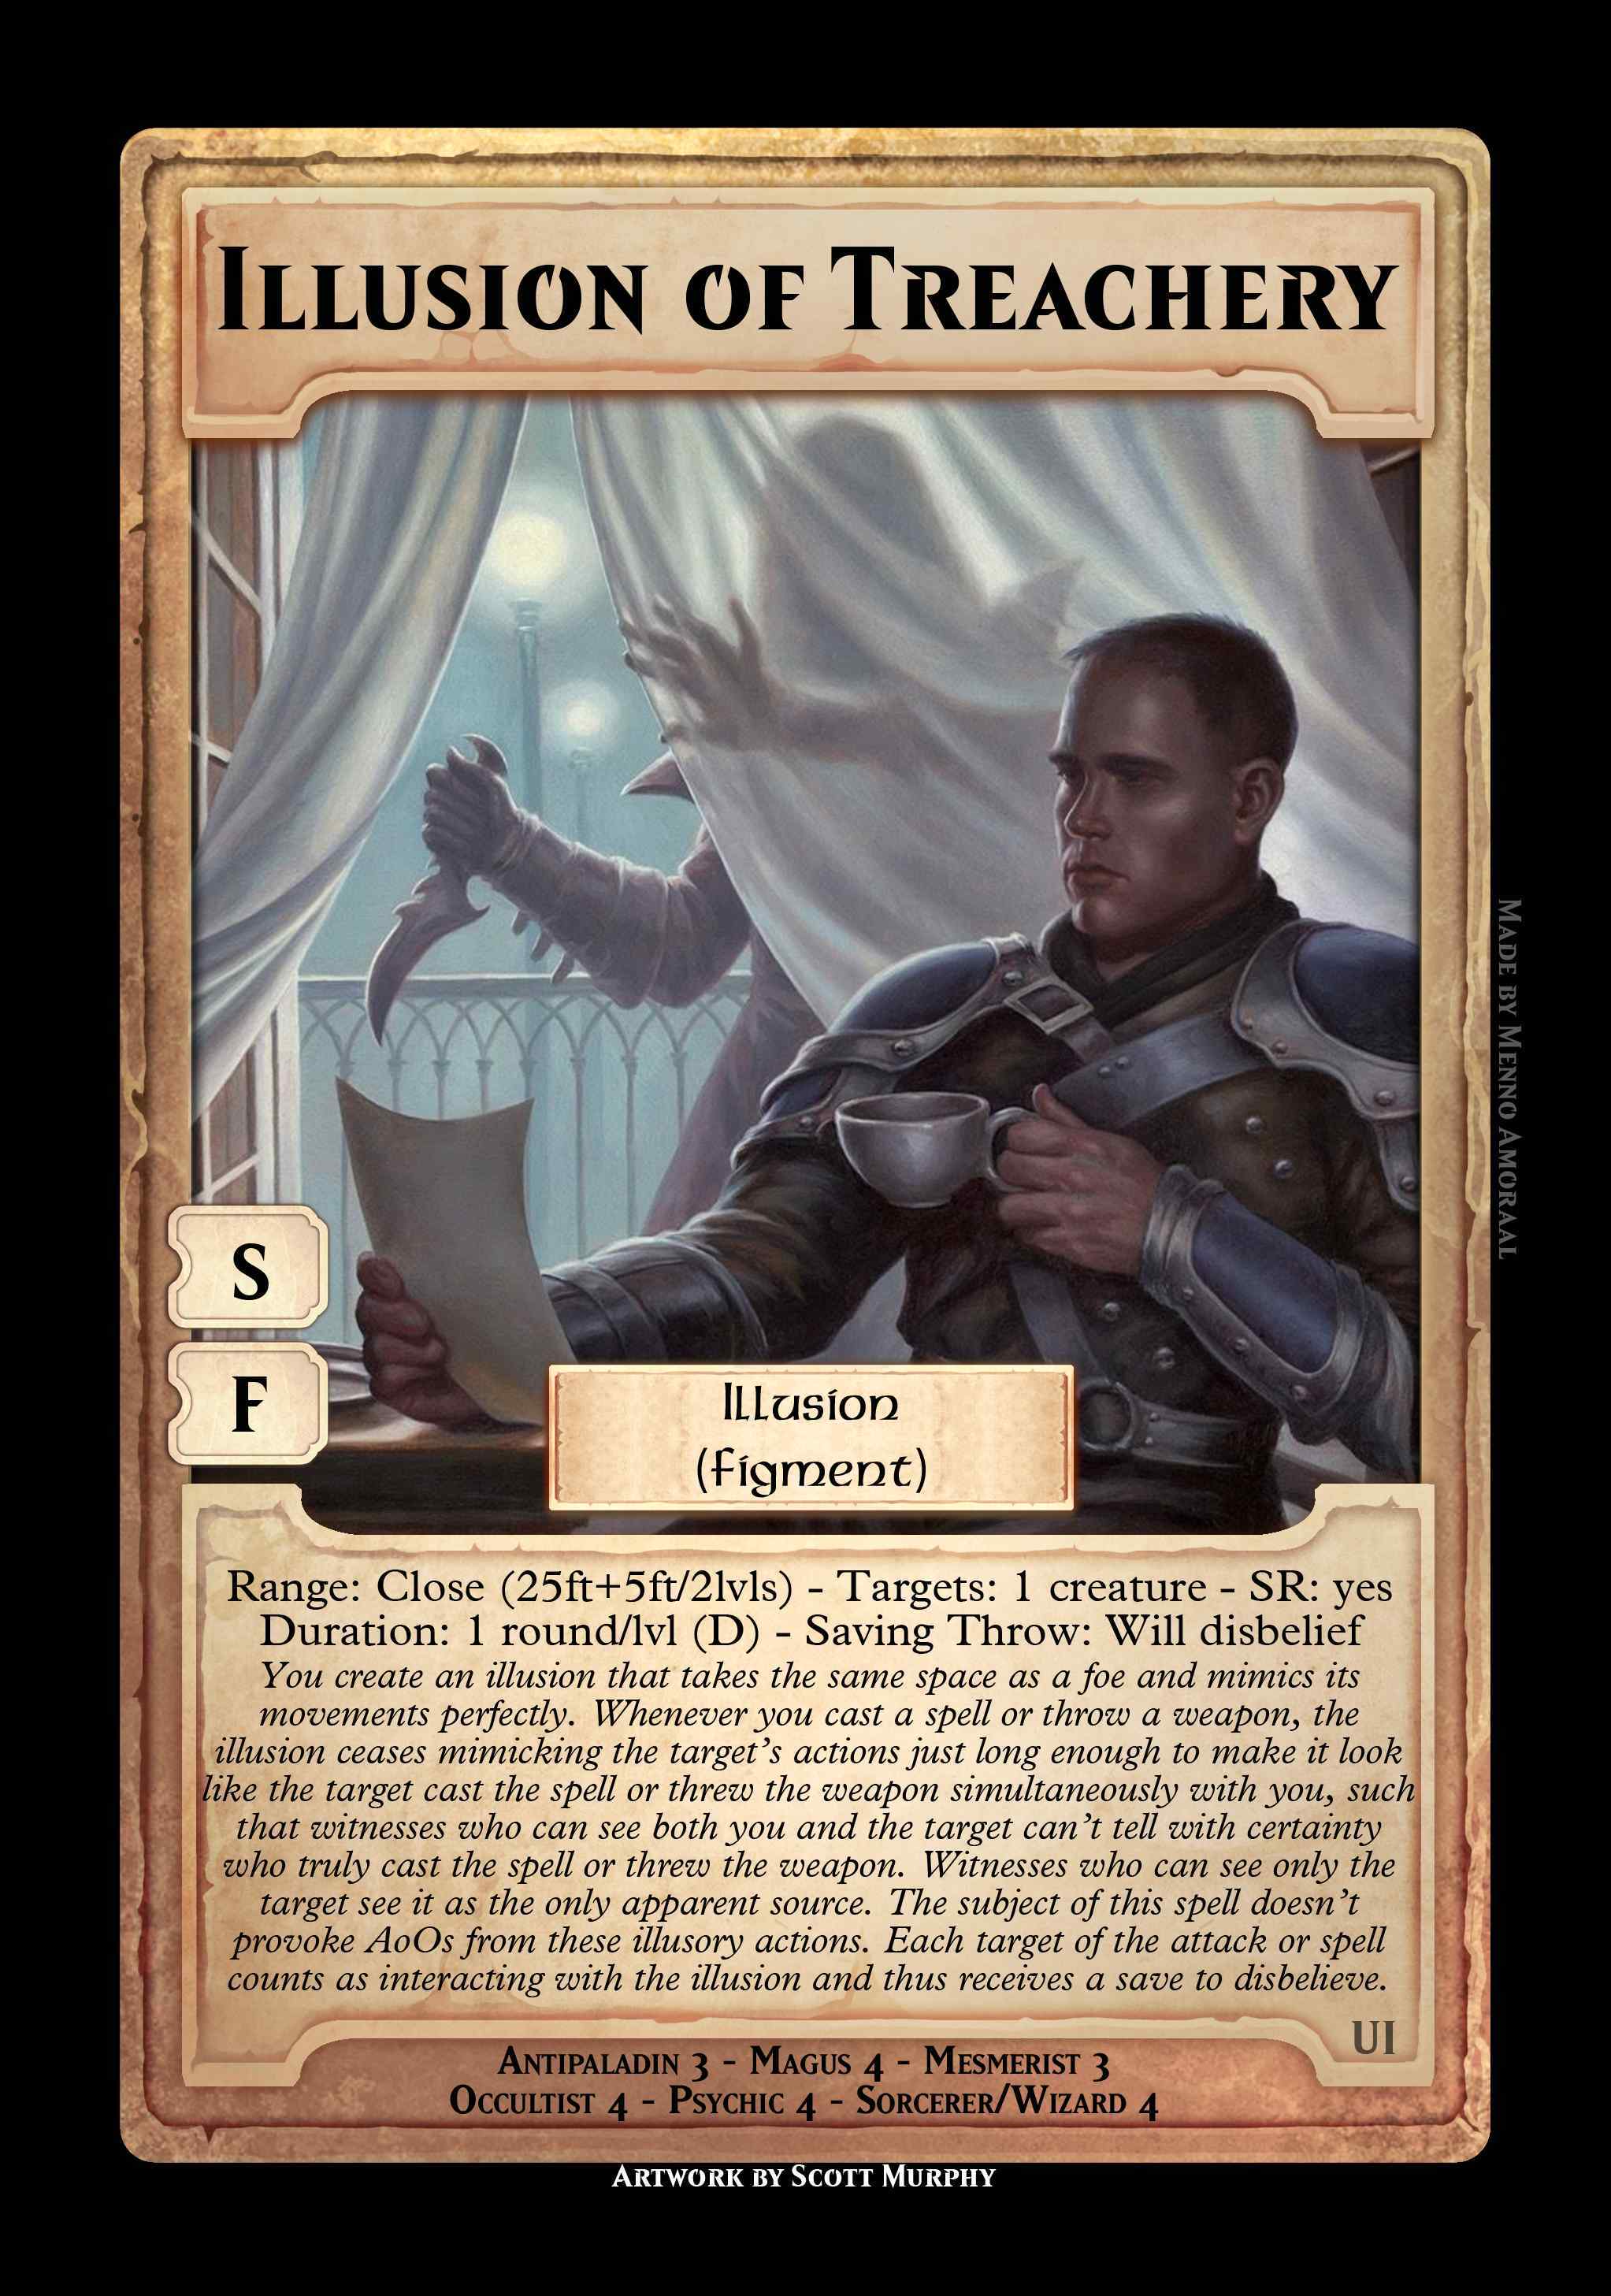 Illusion of Treachery
S
F
Illusion
(Figment)
Range: Close (25ft+5ft/2lvls) - Targets: 1 creature - SR: yes
Duration: 1 round/lvl (D) - Saving Throw: Will disbelief
You create an illusion that takes the same space as a foe and mimics its
movements perfectly. Whenever you cast a spell or throw a weapon, the
illusion ceases mimicking the target's actions just long enough to make it look
like the target cast the spell or threw the weapon simultaneously with you, such
that witnesses who can see both you and the target can't tell with certainty
who truly cast the spell or threw the weapon. Witnesses who can see only the
target see it as the only apparent source. The subject of this spell doesn't
provoke AoOs from these illusory actions. Each target of the attack or spell
counts as interacting with the illusion and thus receives a save to disbelieve.
UI
Antipaladin 3 - Magus 4 - Mesmerist 3
Occultist 4 - Psychic 4 - Sorcerer/Wizard 4
Artwork by Scott Murphy
Made by Menno Amoraal